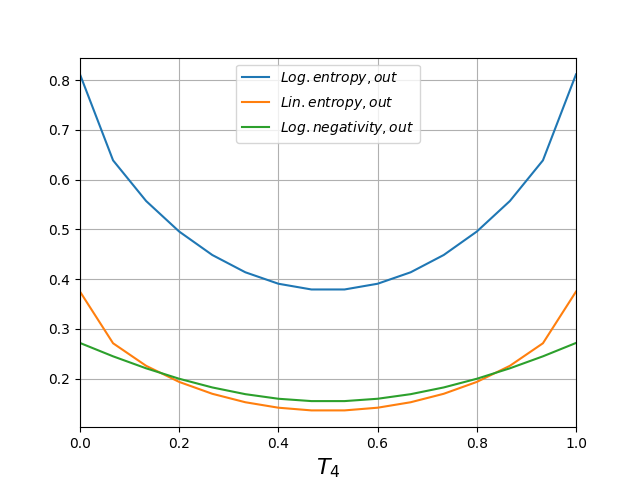 Log. entropy, out
Lin. entropy, out
Log. negativity, out
0.8
0.7
0.6
0.5
0.4
0.3
0.2
0.0 0.2 0.4 0.6 0.8 1.0
T₄